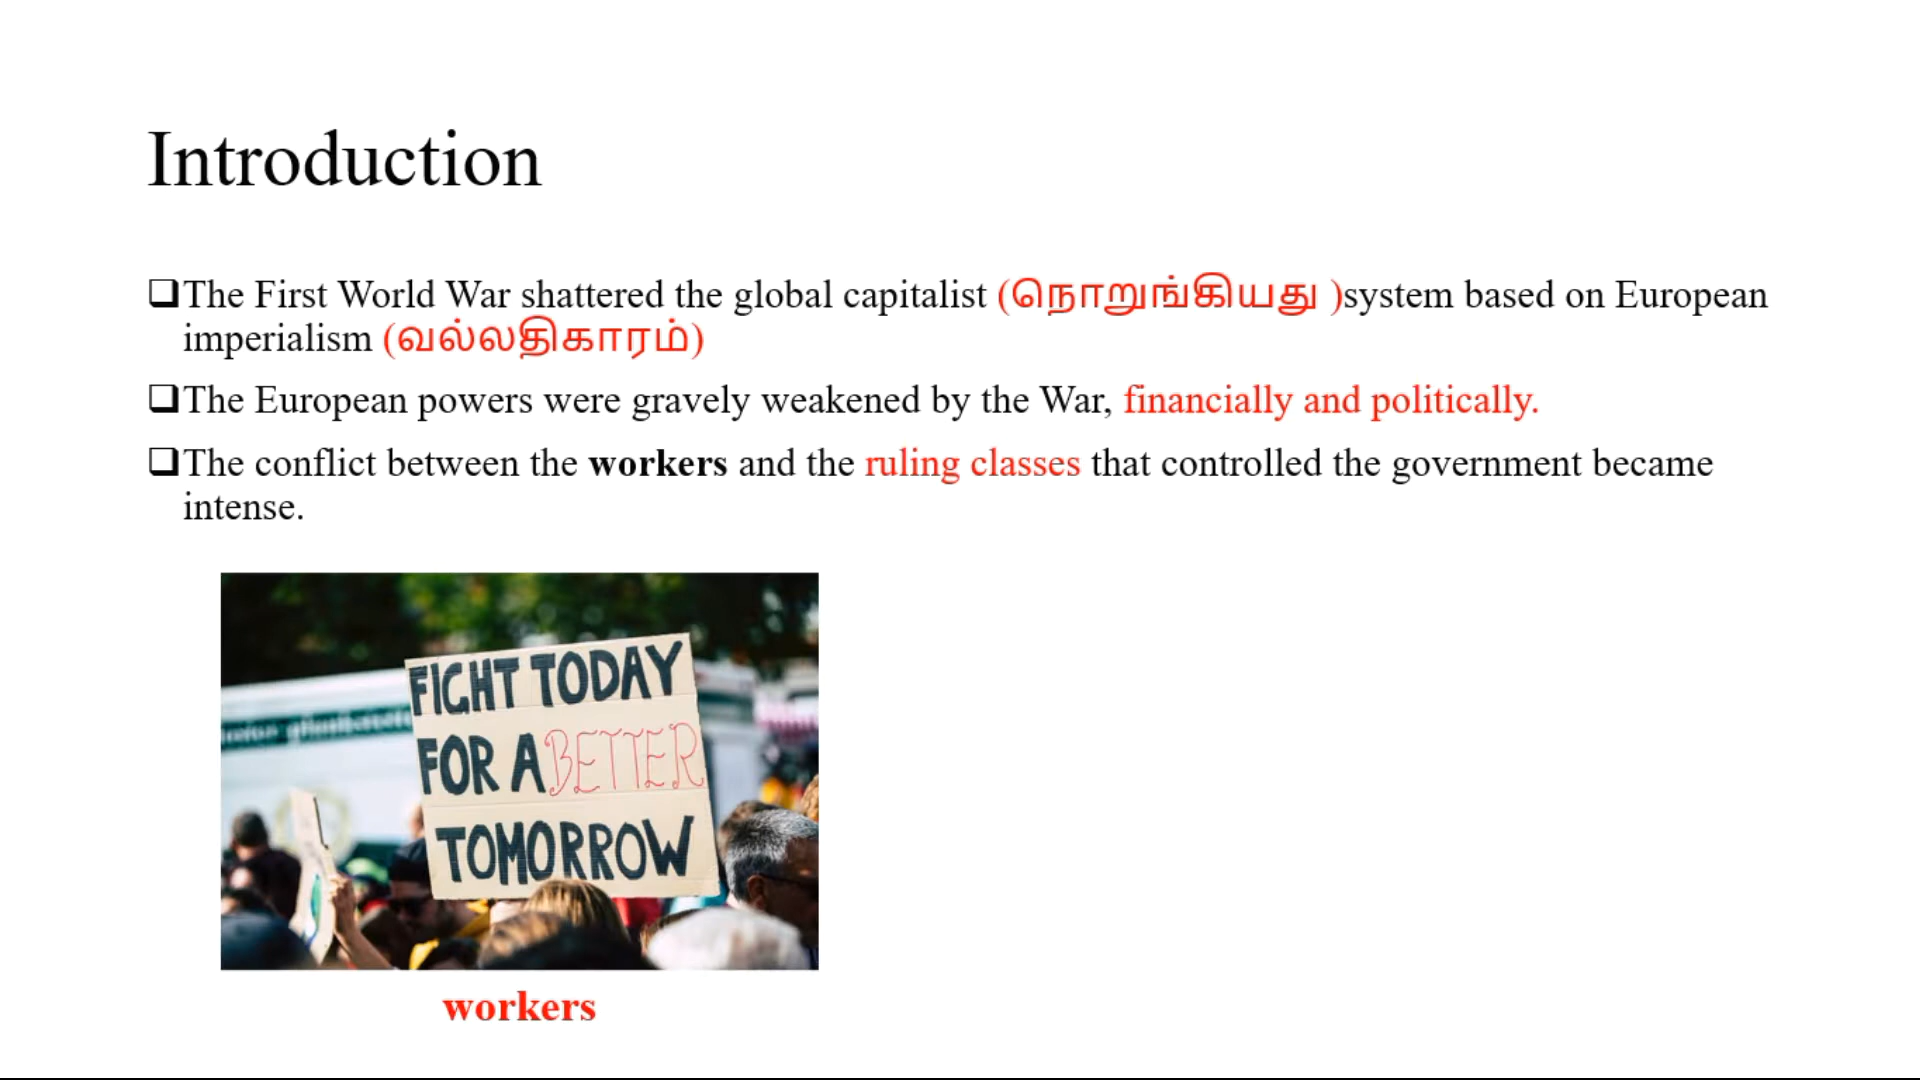 Introduction
❑The First World War shattered the global capitalist (நொறுங்கியது )system based on European
imperialism (வல்லதிகாரம்)
❑The European powers were gravely weakened by the War, financially and politically.
❑The conflict between the workers and the ruling classes that controlled the government became
intense.
FIGHT TODAY
FOR A BETTER
TOMORROW
workers